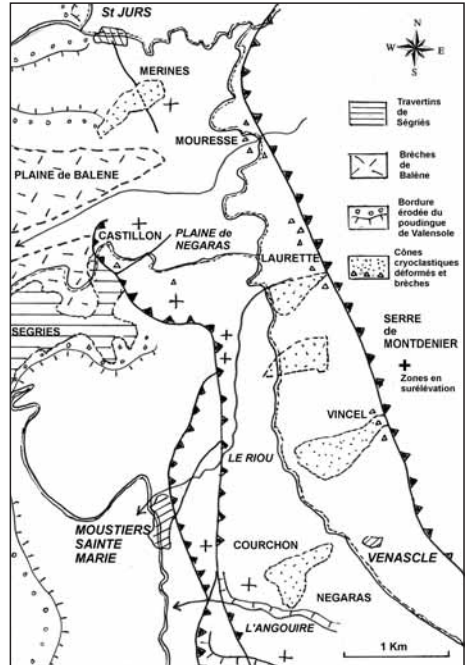 St JURS
N
W
E
S
MERINES
Travertins
de
Ségriès
MOURESSE
PLAINE de BALENE
Brèches
de
Balène
CASTILLON
PLAINE de
NEGARAS
Bordure
érodée du
poudingue
de Valensole
LAURETTE
Cônes
cryoclastiques
déformés et
brèches
SEGRIES
SERRE
de
MONTDENIER
Zones en
surélévation
VINCEL
LE RIOU
MOUSTIERS
SAINTE
MARIE
COURCHON
VENASCLE
NEGARAS
L'ANGOUIRE
1 Km